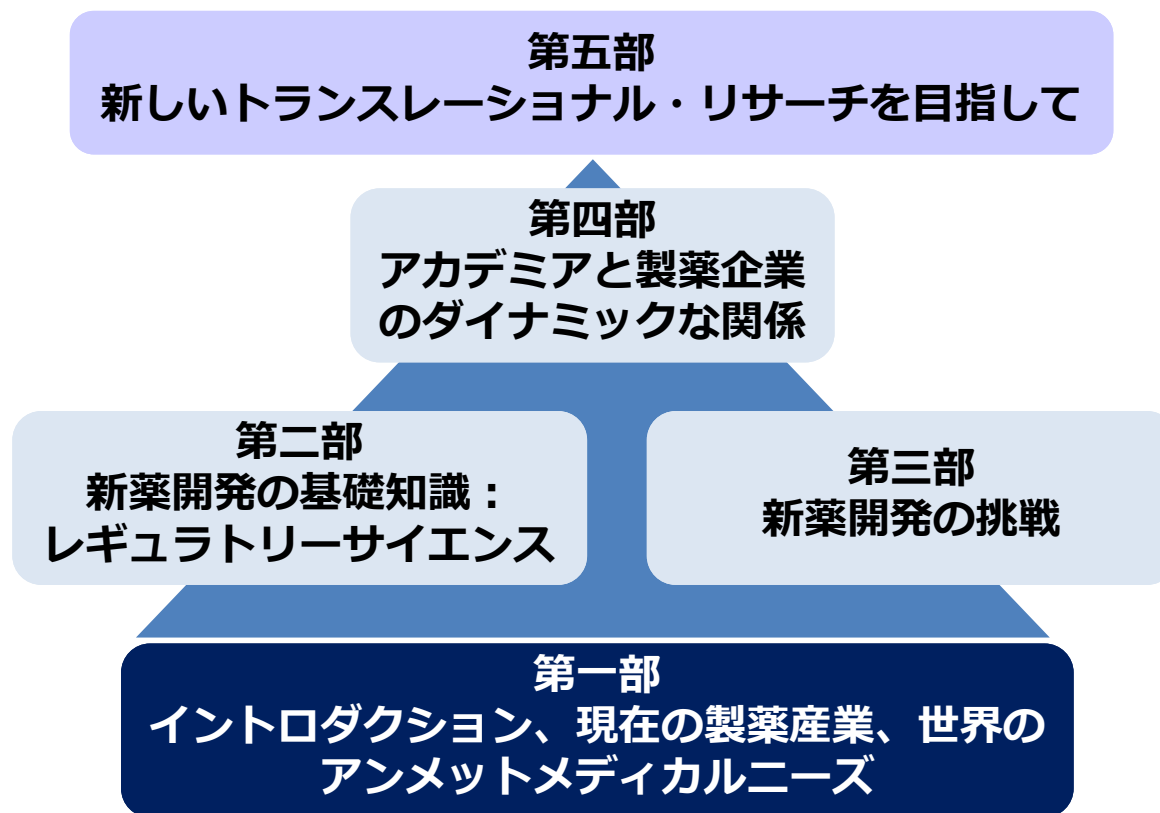 第五部
新しいトランスレーショナル・リサーチを目指して
第四部
アカデミアと製薬企業
のダイナミックな関係
第二部
新薬開発の基礎知識：
レギュラトリーサイエンス
第三部
新薬開発の挑戦
第一部
イントロダクション、現在の製薬産業、世界の
アンメットメディカルニーズ